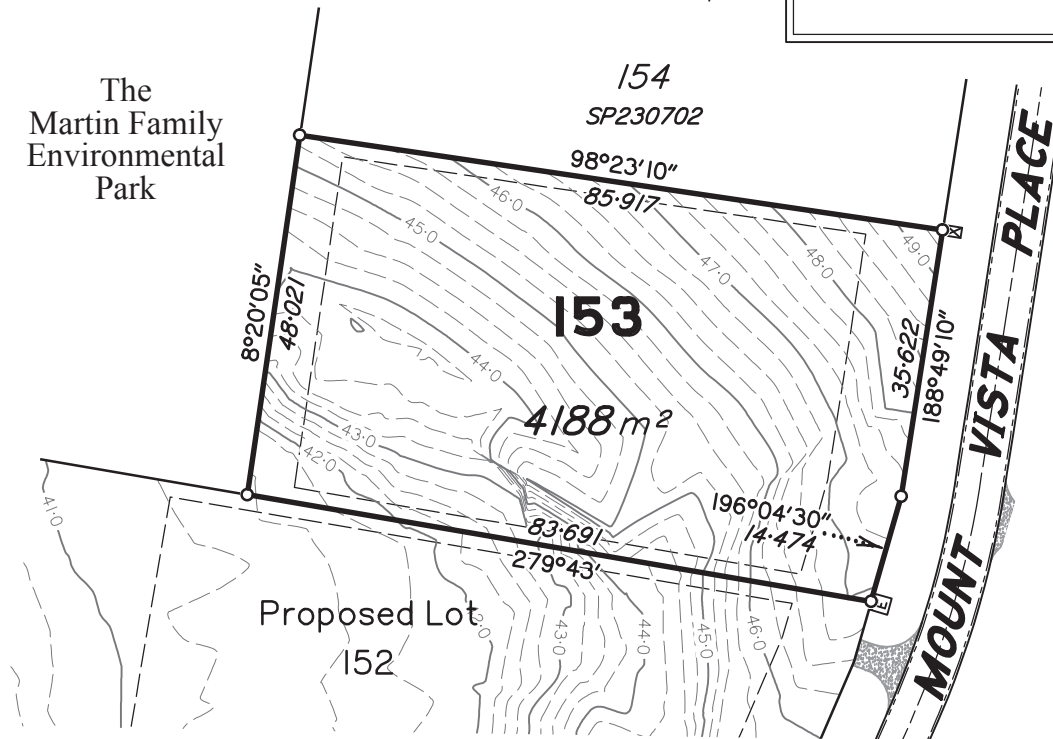 The
Martin Family
Environmental
Park
154
SP230702
98°23'10"
85·917
46·0
45·0
47·0
48·0
49·0
MOUNT VISTA PLACE
8°20'05"
48·021
153
44·0
35·622
188°49'10"
4188 m²
43·0
42·0
41·0
196°04'30"
14·474
83·691
279°43'
E
Proposed Lot
152
43·0
44·0
45·0
46·0